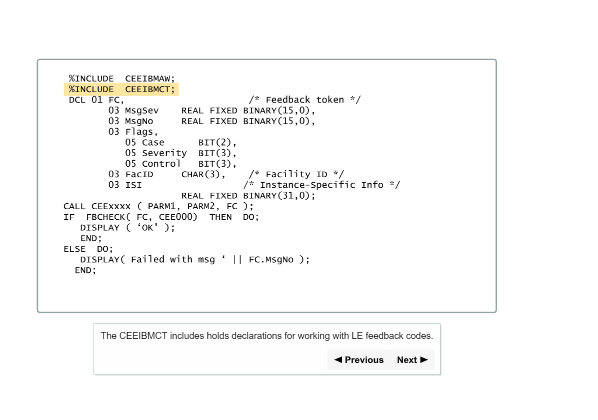 %INCLUDE  CEEIBMAW;
%INCLUDE  CEEIBMCT;
DCL 01 FC,                      /* Feedback token */
       03 MsgSev    REAL FIXED BINARY(15,0),
       03 MsgNo     REAL FIXED BINARY(15,0),
       03 Flags,
          05 Case      BIT(2),
          05 Severity  BIT(3),
          05 Control   BIT(3),
       03 FacID     CHAR(3),    /* Facility ID */
       03 ISI                  /* Instance-Specific Info */
                    REAL FIXED BINARY(31,0);
CALL CEExxxx ( PARM1, PARM2, FC );
IF  FBCHECK( FC, CEE000)  THEN  DO;
   DISPLAY ( ‘OK' );
   END;
ELSE  DO;
   DISPLAY( Failed with msg ‘ || FC.MsgNo );
  END;
The CEEIBMCT includes holds declarations for working with LE feedback codes.
◄ Previous   Next ►